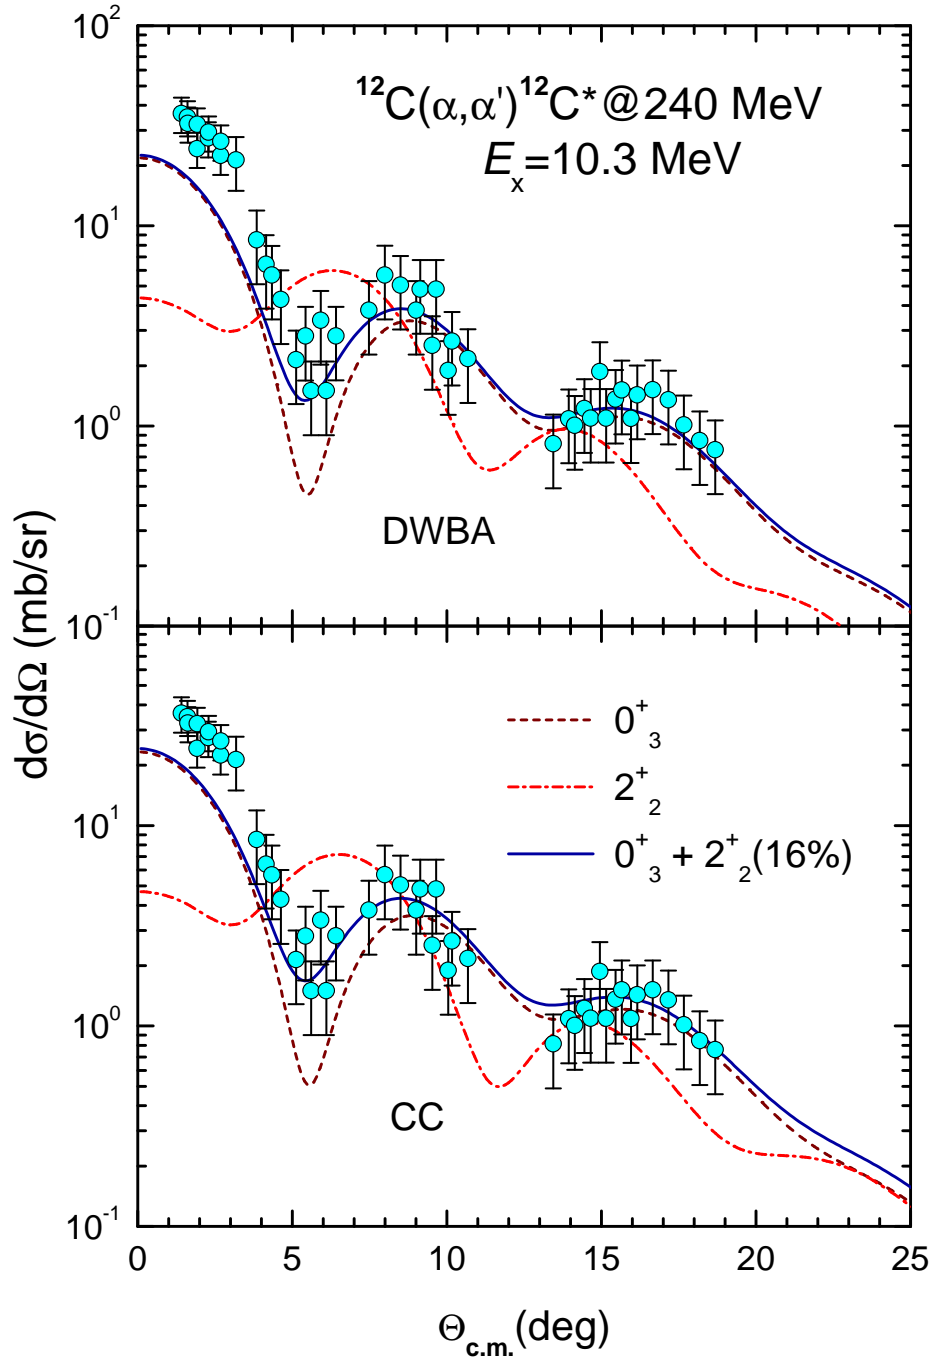 10²
¹²C(α,α')¹²C*@240 MeV
Eₓ=10.3 MeV
10¹
10⁰
DWBA
10⁻¹
dσ/dΩ (mb/sr)
0⁺₃
2⁺₂
10¹
0⁺₃ + 2⁺₂(16%)
10⁰
CC
10⁻¹
0 5 10 15 20 25
Θc.m.(deg)